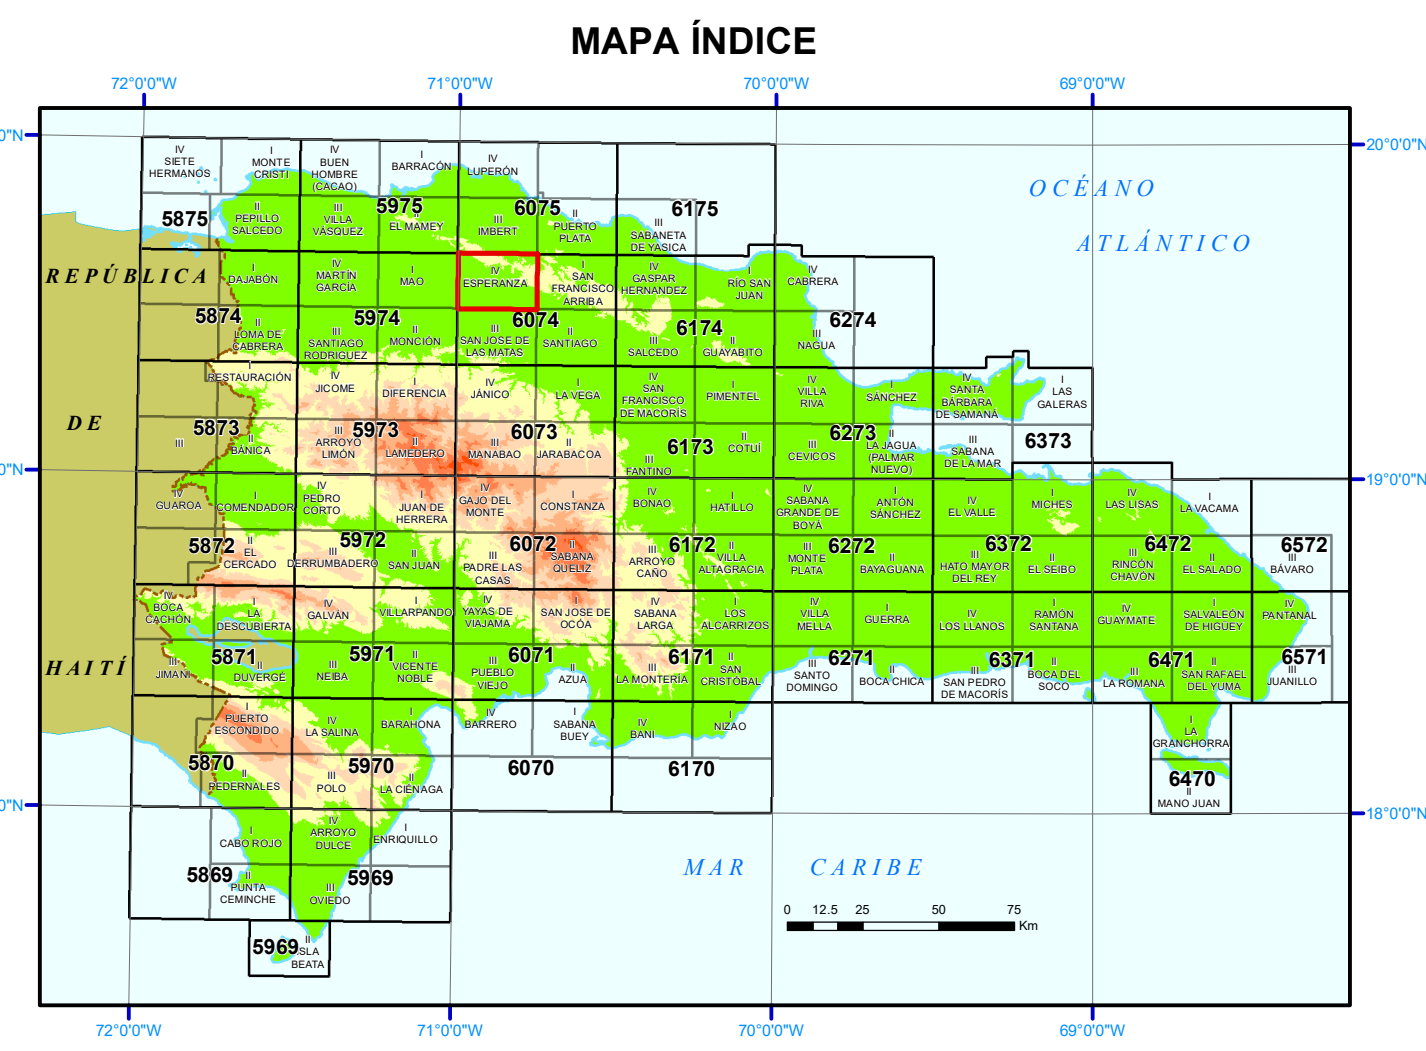 MAPA ÍNDICE
72°0'0"W
71°0'0"W
70°0'0"W
69°0'0"W
0"N
20°0'0"N
IV
SIETE
HERMANOS
I
MONTE
CRISTI
IV
BUEN
HOMBRE
(CACAO)
I
BARRACÓN
IV
LUPERÓN
OCÉANO
ATLÁNTICO
5875
II
PEPILLO
SALCEDO
III
VILLA
VÁSQUEZ
5975
II
EL MAMEY
III
IMBERT
6075
II
PUERTO
PLATA
III
SABANETA
DE YASICA
6175
REPÚBLICA
I
DAJABÓN
IV
MARTÍN
GARCÍA
I
MAO
IV
ESPERANZA
I
SAN
FRANCISCO
ARRIBA
IV
GASPAR
HERNANDEZ
I
RÍO SAN
JUAN
IV
CABRERA
5874
II
LOMA DE
CABRERA
III
SANTIAGO
RODRIGUEZ
5974
II
MONCIÓN
III
SAN JOSE DE
LAS MATAS
6074
II
SANTIAGO
III
SALCEDO
6174
II
GUAYABITO
III
NAGUA
6274
I
RESTAURACIÓN
IV
JICOME
I
DIFERENCIA
IV
JÁNICO
I
LA VEGA
IV
SAN
FRANCISCO
DE MACORÍS
I
PIMENTEL
IV
VILLA
RIVA
I
SÁNCHEZ
IV
SANTA
BÁRBARA
DE SAMANÁ
I
LAS
GALERAS
DE
III
5873
II
BÁNICA
III
ARROYO
LIMÓN
5973
II
LAMEDERO
III
MANABAO
6073
II
JARABACOA
III
FANTINO
6173
II
COTUÍ
III
CEVICOS
6273
II
LA JAGUA
(PALMAR
NUEVO)
III
SABANA
DE LA MAR
6373
0"N
19°0'0"N
IV
GUAROA
I
COMENDADOR
IV
PEDRO
CORTO
I
JUAN DE
HERRERA
IV
GAJO DEL
MONTE
I
CONSTANZA
IV
BONAO
I
HATILLO
IV
SABANA
GRANDE DE
BOYÁ
I
ANTÓN
SÁNCHEZ
IV
EL VALLE
I
MICHES
IV
LAS LISAS
I
LA VACAMA
5872
II
EL
CERCADO
III
DERRUMBADERO
5972
II
SAN JUAN
III
PADRE LAS
CASAS
6072
II
SABANA
QUELIZ
III
ARROYO
CAÑO
6172
II
VILLA
ALTAGRACIA
III
MONTE
PLATA
6272
II
BAYAGUANA
III
HATO MAYOR
DEL REY
6372
II
EL SEIBO
III
RINCÓN
CHAVÓN
6472
II
EL SALADO
6572
III
BÁVARO
IV
BOCA
CACHÓN
I
LA
DESCUBIERTA
IV
GALVÁN
I
VILLARPANDO
IV
YAYAS DE
VIAJAMA
I
SAN JOSE DE
OCÓA
IV
SABANA
LARGA
I
LOS
ALCARRIZOS
IV
VILLA
MELLA
I
GUERRA
IV
LOS LLANOS
I
RAMÓN
SANTANA
IV
GUAYMATE
I
SALVALEÓN
DE HIGUEY
IV
PANTANAL
HAITÍ
III
JIMANÍ
5871
II
DUVERGÉ
III
NEIBA
5971
II
VICENTE
NOBLE
III
PUEBLO
VIEJO
6071
II
AZUA
III
LA MONTERÍA
6171
II
SAN
CRISTÓBAL
III
SANTO
DOMINGO
6271
II
BOCA CHICA
III
SAN PEDRO
DE MACORÍS
6371
II
BOCA DEL
SOCO
III
LA ROMANA
6471
II
SAN RAFAEL
DEL YUMA
6571
III
JUANILLO
I
PUERTO
ESCONDIDO
IV
LA SALINA
I
BARAHONA
IV
BARRERO
I
SABANA
BUEY
IV
BANI
I
NIZAO
I
LA
GRANCHORRA
5870
II
PEDERNALES
III
POLO
5970
II
LA CIÉNAGA
6070
6170
6470
II
MANO JUAN
0"N
18°0'0"N
I
CABO ROJO
IV
ARROYO
DULCE
I
ENRIQUILLO
MAR CARIBE
5869
II
PUNTA
CEMINCHE
III
OVIEDO
5969
0 12.5 25 50 75
Km
5969
II
ISLA
BEATA
72°0'0"W
71°0'0"W
70°0'0"W
69°0'0"W